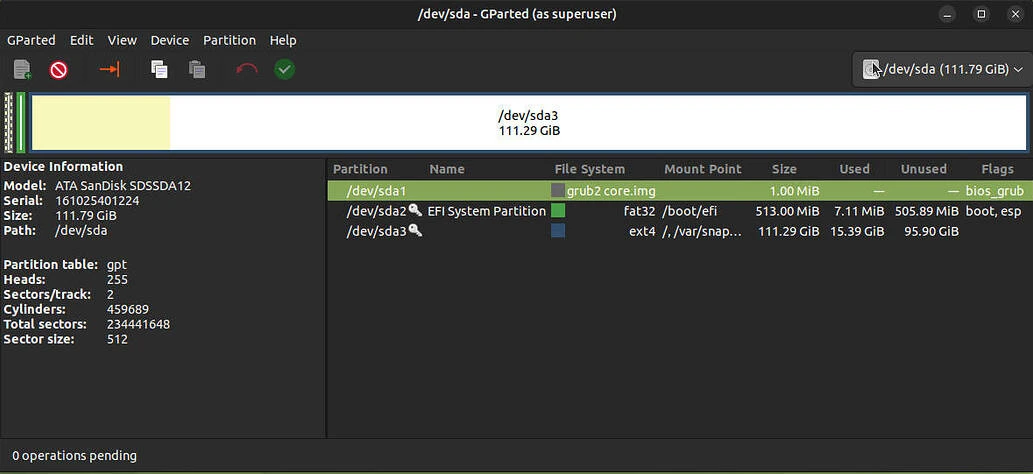 /dev/sda - GParted (as superuser)
GParted Edit View Device Partition Help
/dev/sda (111.79 GiB)
/dev/sda3
111.29 GiB
Device Information
Model: ATA SanDisk SDSSDA12
Serial: 161025401224
Size: 111.79 GiB
Path: /dev/sda
Partition table: gpt
Heads: 255
Sectors/track: 2
Cylinders: 459689
Total sectors: 234441648
Sector size: 512
Partition Name File System Mount Point Size Used Unused Flags
/dev/sda1 grub2 core.img 1.00 MiB — — bios_grub
/dev/sda2 EFI System Partition fat32 /boot/efi 513.00 MiB 7.11 MiB 505.89 MiB boot, esp
/dev/sda3 ext4 /, /var/snap... 111.29 GiB 15.39 GiB 95.90 GiB
0 operations pending